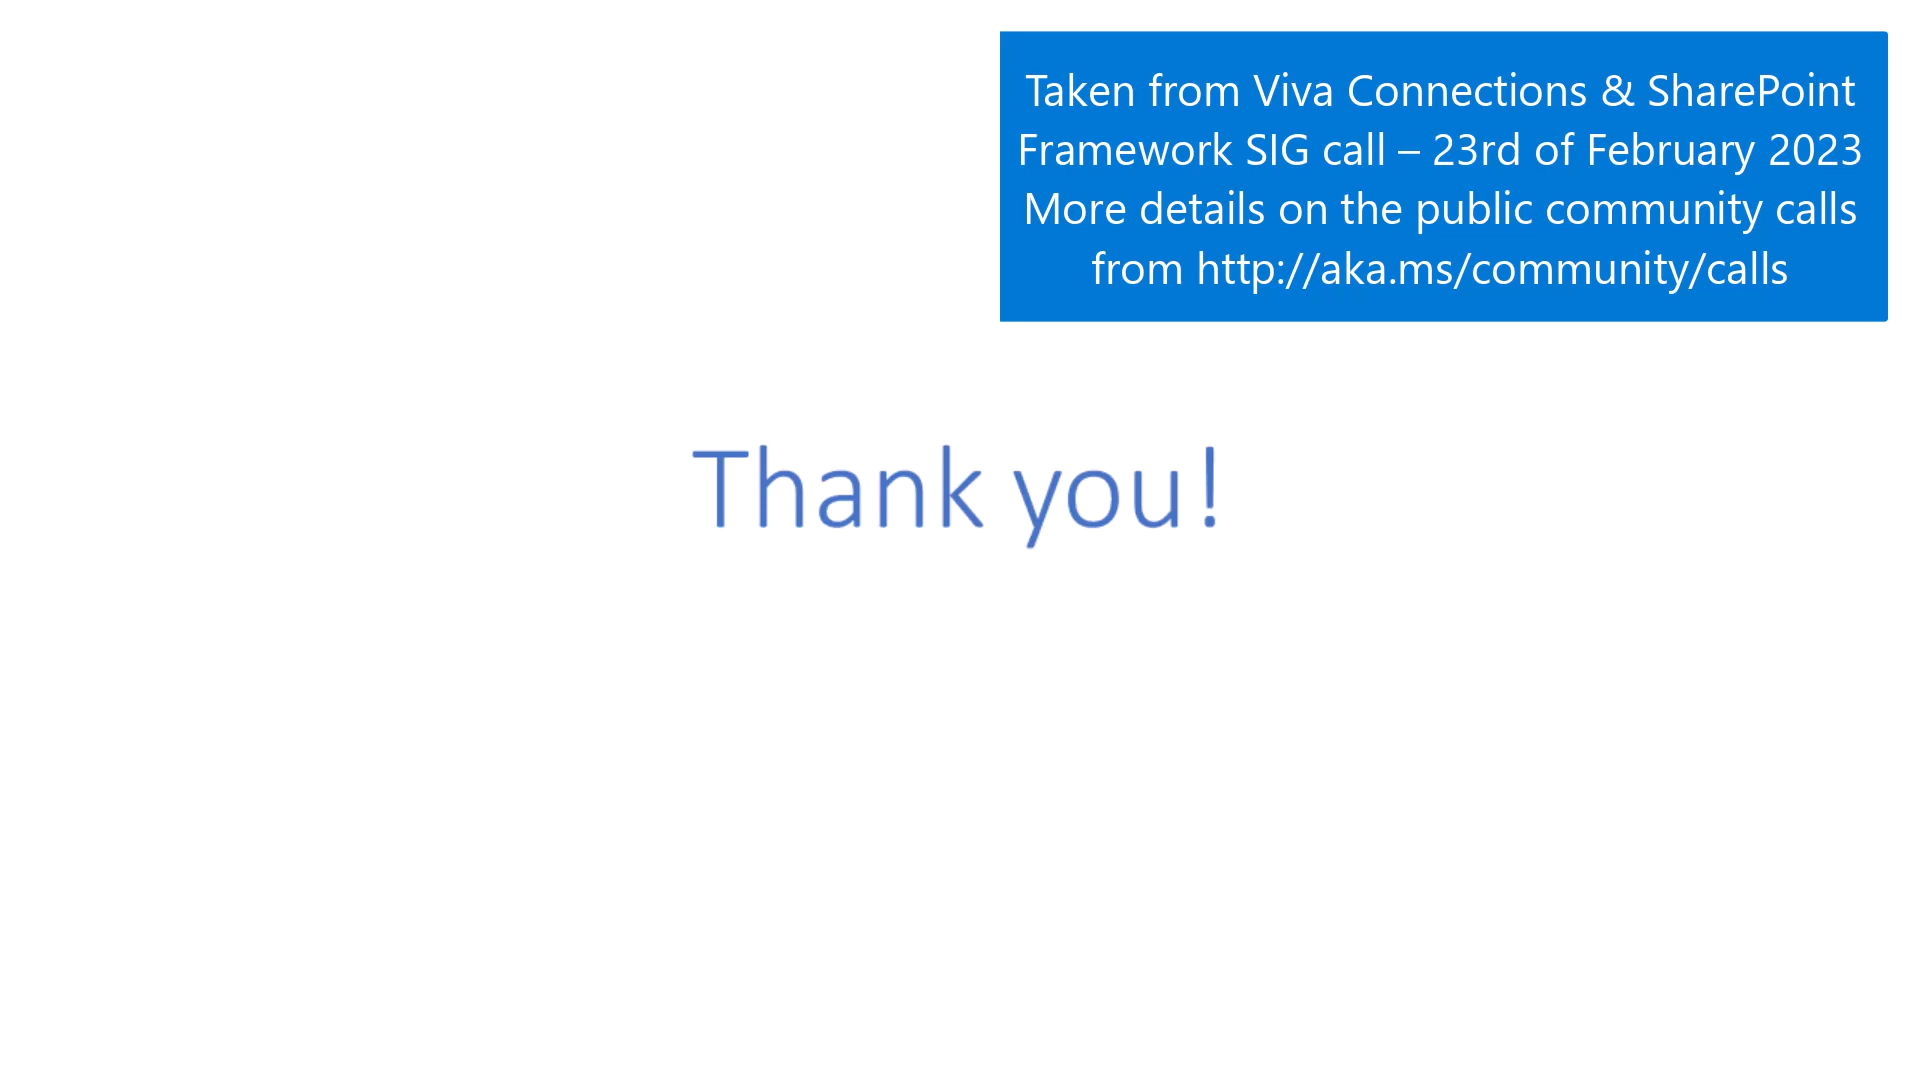 Taken from Viva Connections & SharePoint
Framework SIG call – 23rd of February 2023
More details on the public community calls
from http://aka.ms/community/calls
Thank you!